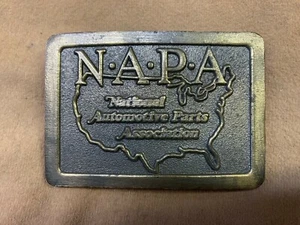 N·A·P·A
National
Automotive Parts
Association